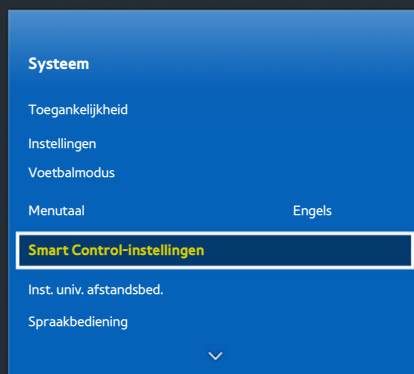 Systeem
Toegankelijkheid
Instellingen
Voetbalmodus
Menutaal Engels
Smart Control-instellingen
Inst. univ. afstandsbed.
Spraakbediening